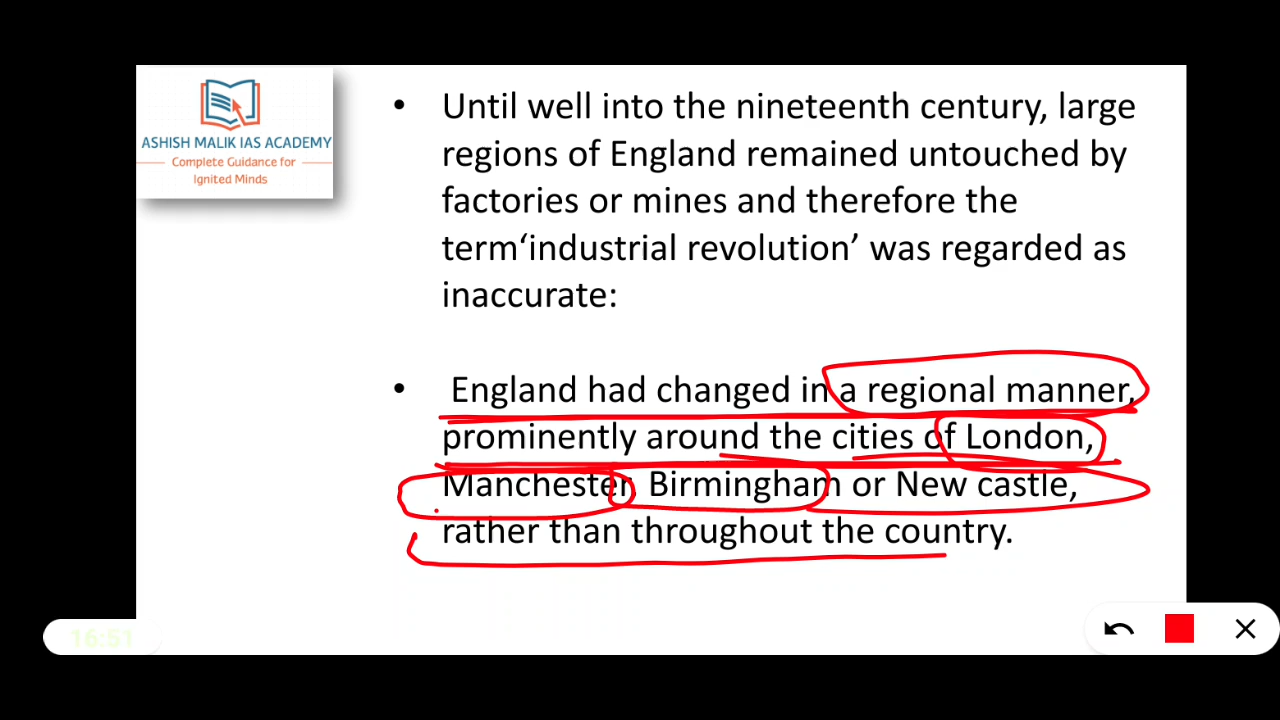 ASHISH MALIK IAS ACADEMY
Complete Guidance for
Ignited Minds
• Until well into the nineteenth century, large
regions of England remained untouched by
factories or mines and therefore the
term‘industrial revolution’ was regarded as
inaccurate:
• England had changed in a regional manner,
prominently around the cities of London,
Manchester, Birmingham or New castle,
rather than throughout the country.
16:51